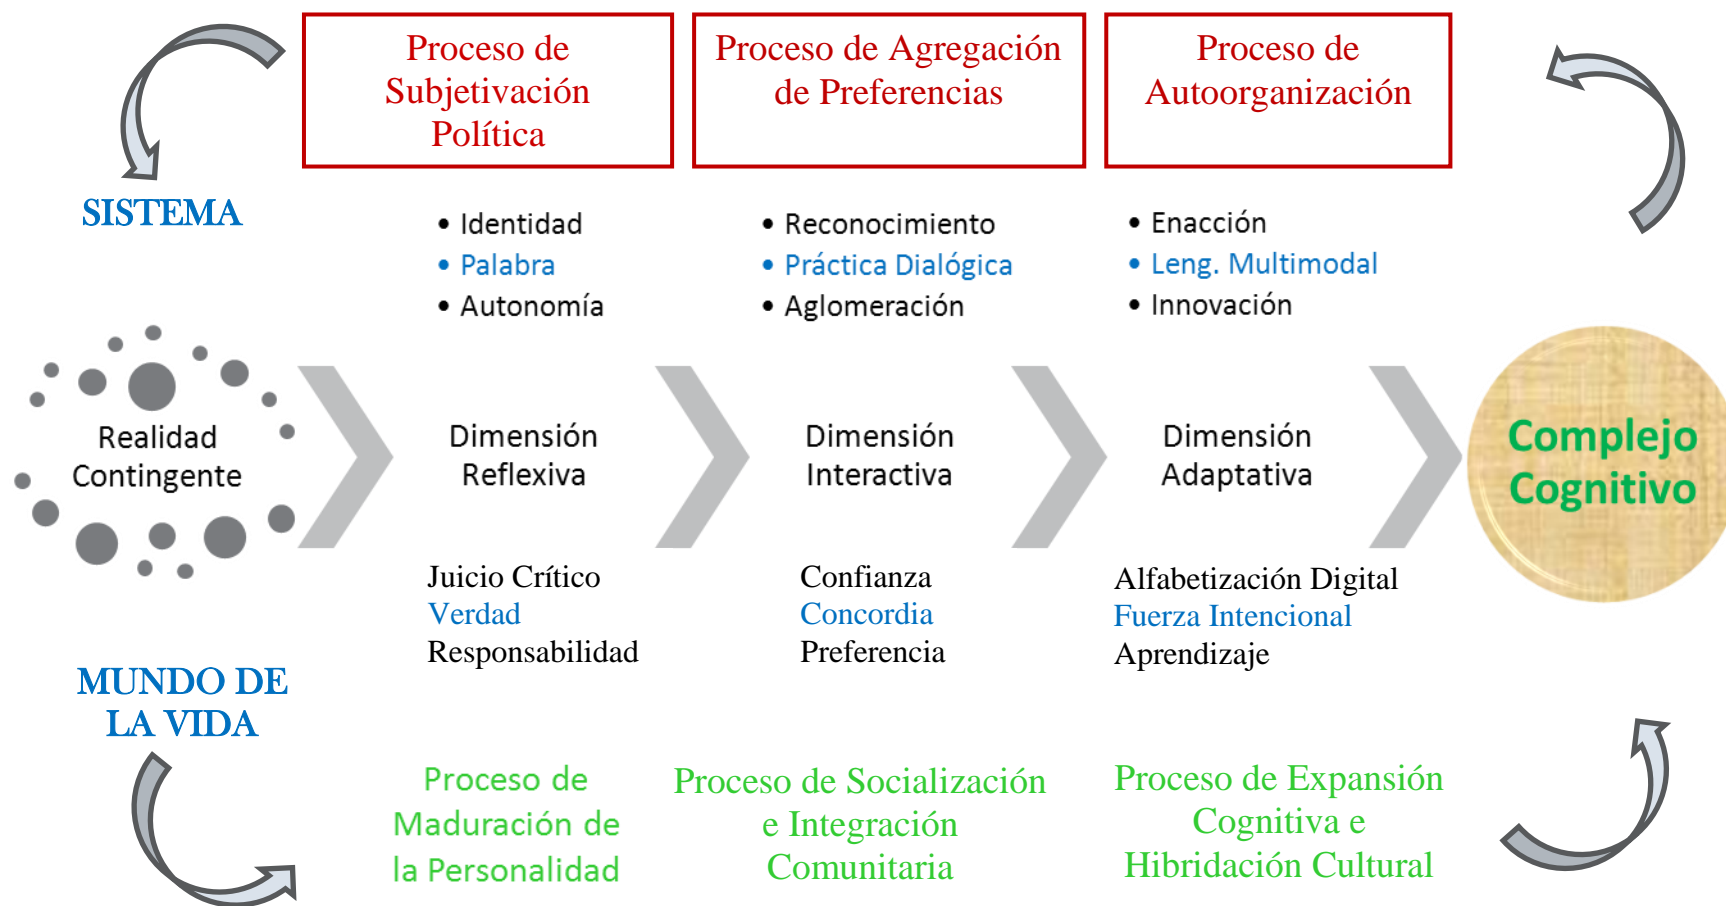 Proceso de
Subjetivación
Política
Proceso de Agregación
de Preferencias
Proceso de
Autoorganización
SISTEMA
• Identidad
• Palabra
• Autonomía
• Reconocimiento
• Práctica Dialógica
• Aglomeración
• Enacción
• Leng. Multimodal
• Innovación
Realidad
Contingente
Dimensión
Reflexiva
Dimensión
Interactiva
Dimensión
Adaptativa
Complejo
Cognitivo
Juicio Crítico
Verdad
Responsabilidad
Confianza
Concordia
Preferencia
Alfabetización Digital
Fuerza Intencional
Aprendizaje
MUNDO DE
LA VIDA
Proceso de
Maduración de
la Personalidad
Proceso de Socialización
e Integración
Comunitaria
Proceso de Expansión
Cognitiva e
Hibridación Cultural